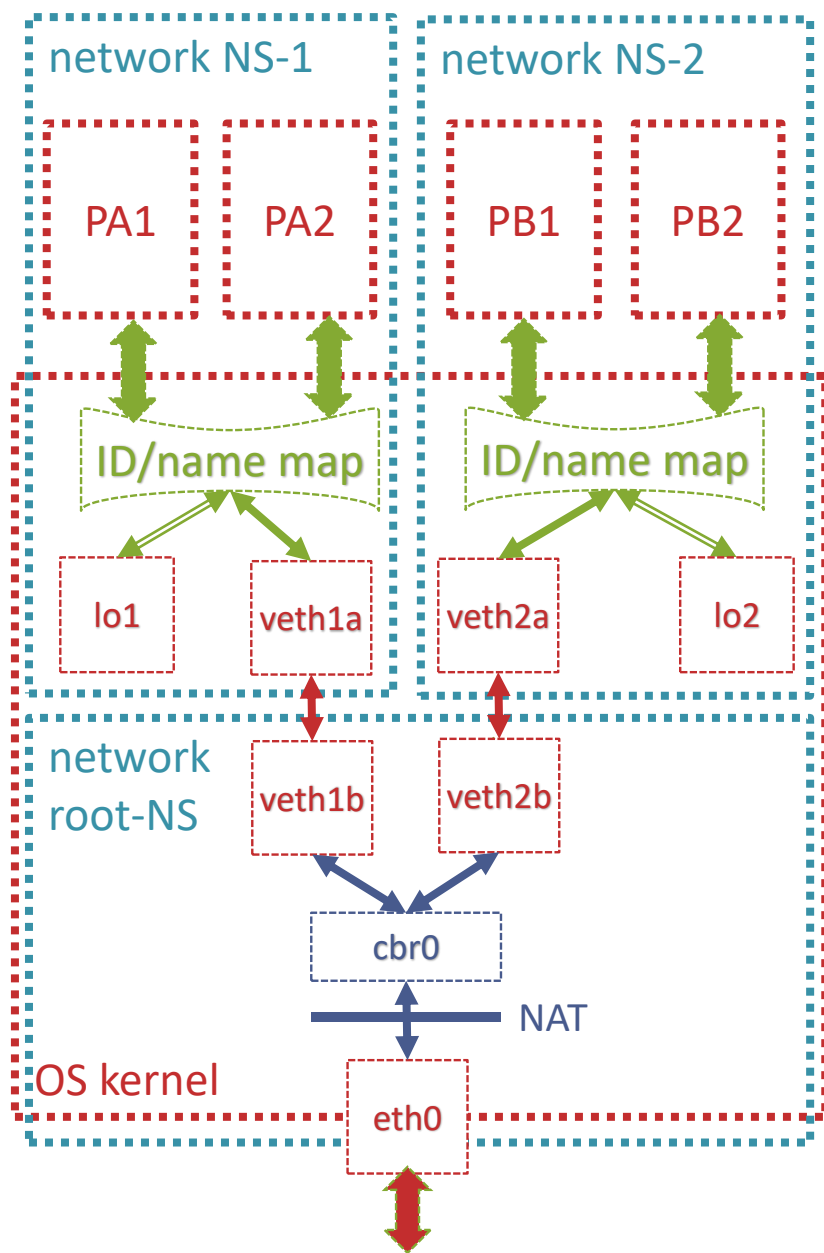 network NS-1
network NS-2
PA1
PA2
PB1
PB2
ID/name map
ID/name map
lo1
veth1a
veth2a
lo2
network
root-NS
veth1b
veth2b
cbr0
NAT
OS kernel
eth0